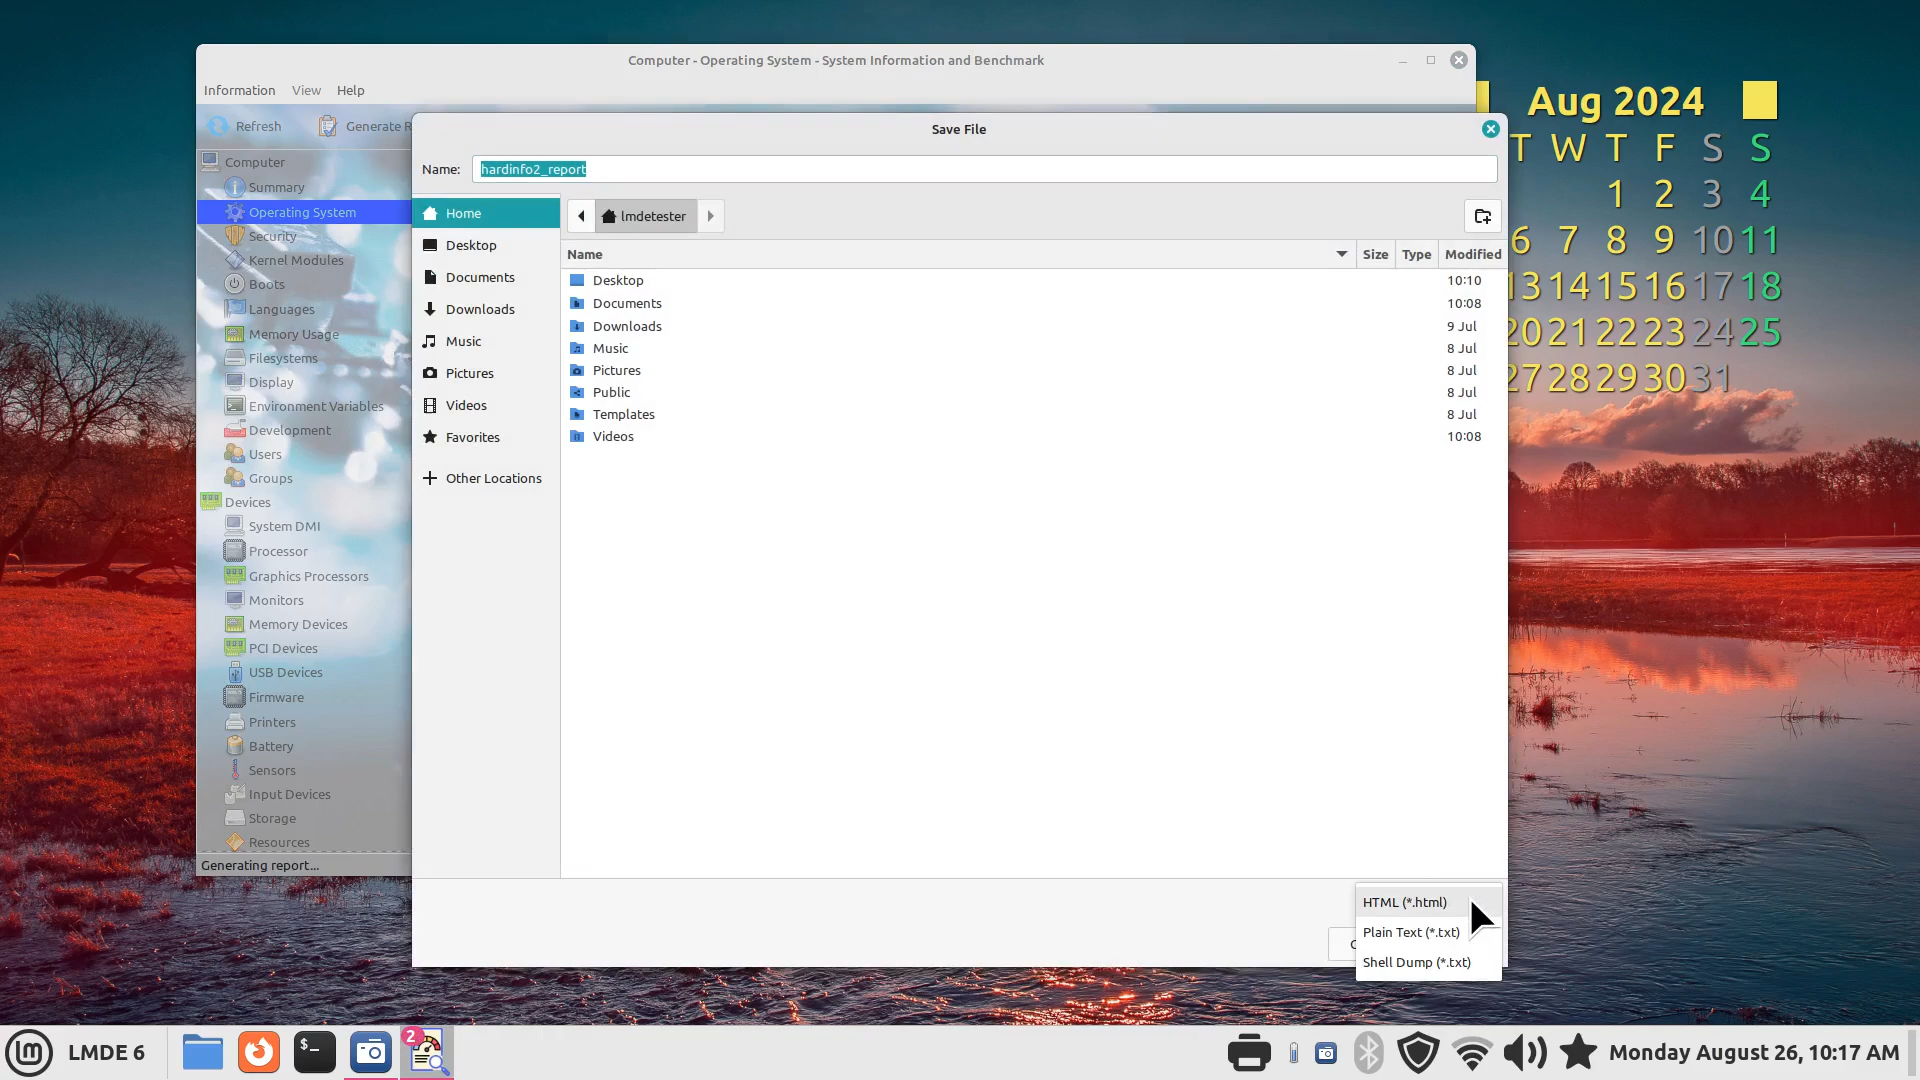 Computer - Operating System - System Information and Benchmark
Information View Help
Refresh Generate R
Computer
Summary
Operating System
Security
Kernel Modules
Boots
Languages
Memory Usage
Filesystems
Display
Environment Variables
Development
Users
Groups
Devices
System DMI
Processor
Graphics Processors
Monitors
Memory Devices
PCI Devices
USB Devices
Firmware
Printers
Battery
Sensors
Input Devices
Storage
Resources
Generating report...
Save File
Name: hardinfo2_report
Home
Desktop
Documents
Downloads
Music
Pictures
Videos
Favorites
Other Locations
lmdetester
Name Size Type Modified
Desktop 10:10
Documents 10:08
Downloads 9 Jul
Music 8 Jul
Pictures 8 Jul
Public 8 Jul
Templates 8 Jul
Videos 10:08
HTML (*.html)
Plain Text (*.txt)
Shell Dump (*.txt)
Aug 2024
T W T F S S
1 2 3 4
6 7 8 9 10 11
13 14 15 16 17 18
20 21 22 23 24 25
27 28 29 30 31
LMDE 6
$_
2
Monday August 26, 10:17 AM